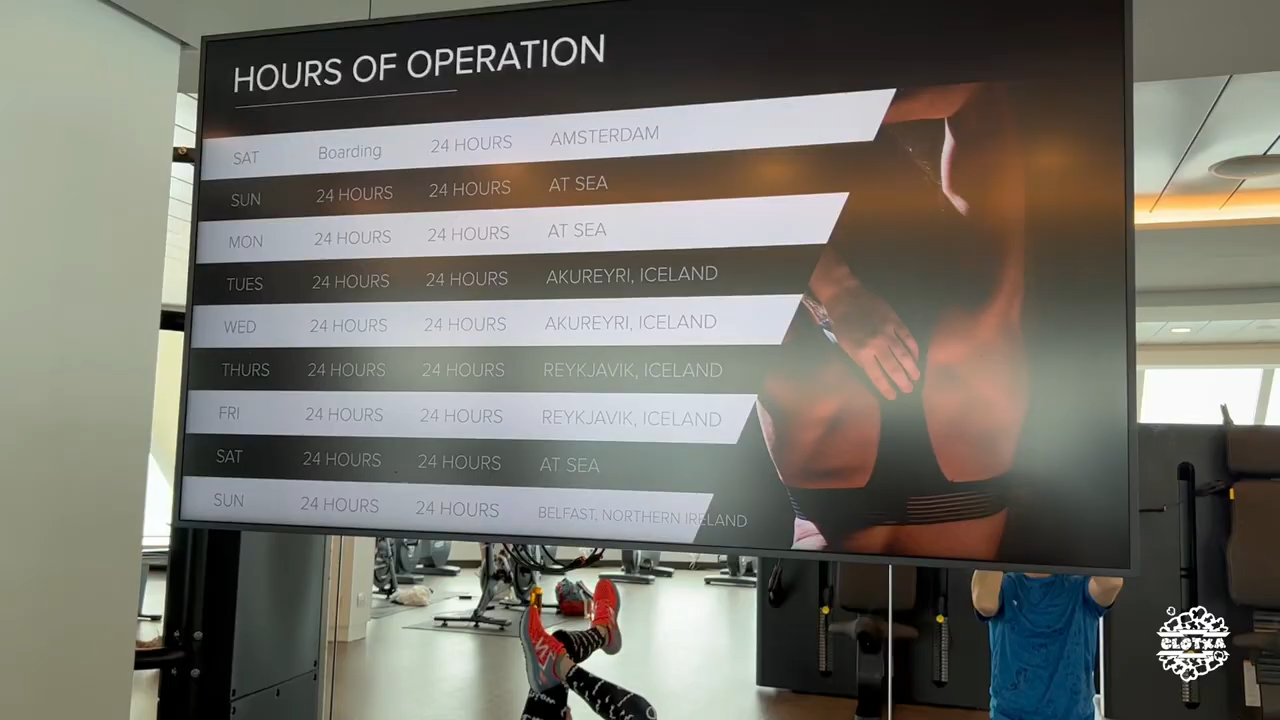 HOURS OF OPERATION
SAT Boarding 24 HOURS AMSTERDAM
SUN 24 HOURS 24 HOURS AT SEA
MON 24 HOURS 24 HOURS AT SEA
TUES 24 HOURS 24 HOURS AKUREYRI, ICELAND
WED 24 HOURS 24 HOURS AKUREYRI, ICELAND
THURS 24 HOURS 24 HOURS REYKJAVIK, ICELAND
FRI 24 HOURS 24 HOURS REYKJAVIK, ICELAND
SAT 24 HOURS 24 HOURS AT SEA
SUN 24 HOURS 24 HOURS BELFAST, NORTHERN IRELAND
CLOTXA